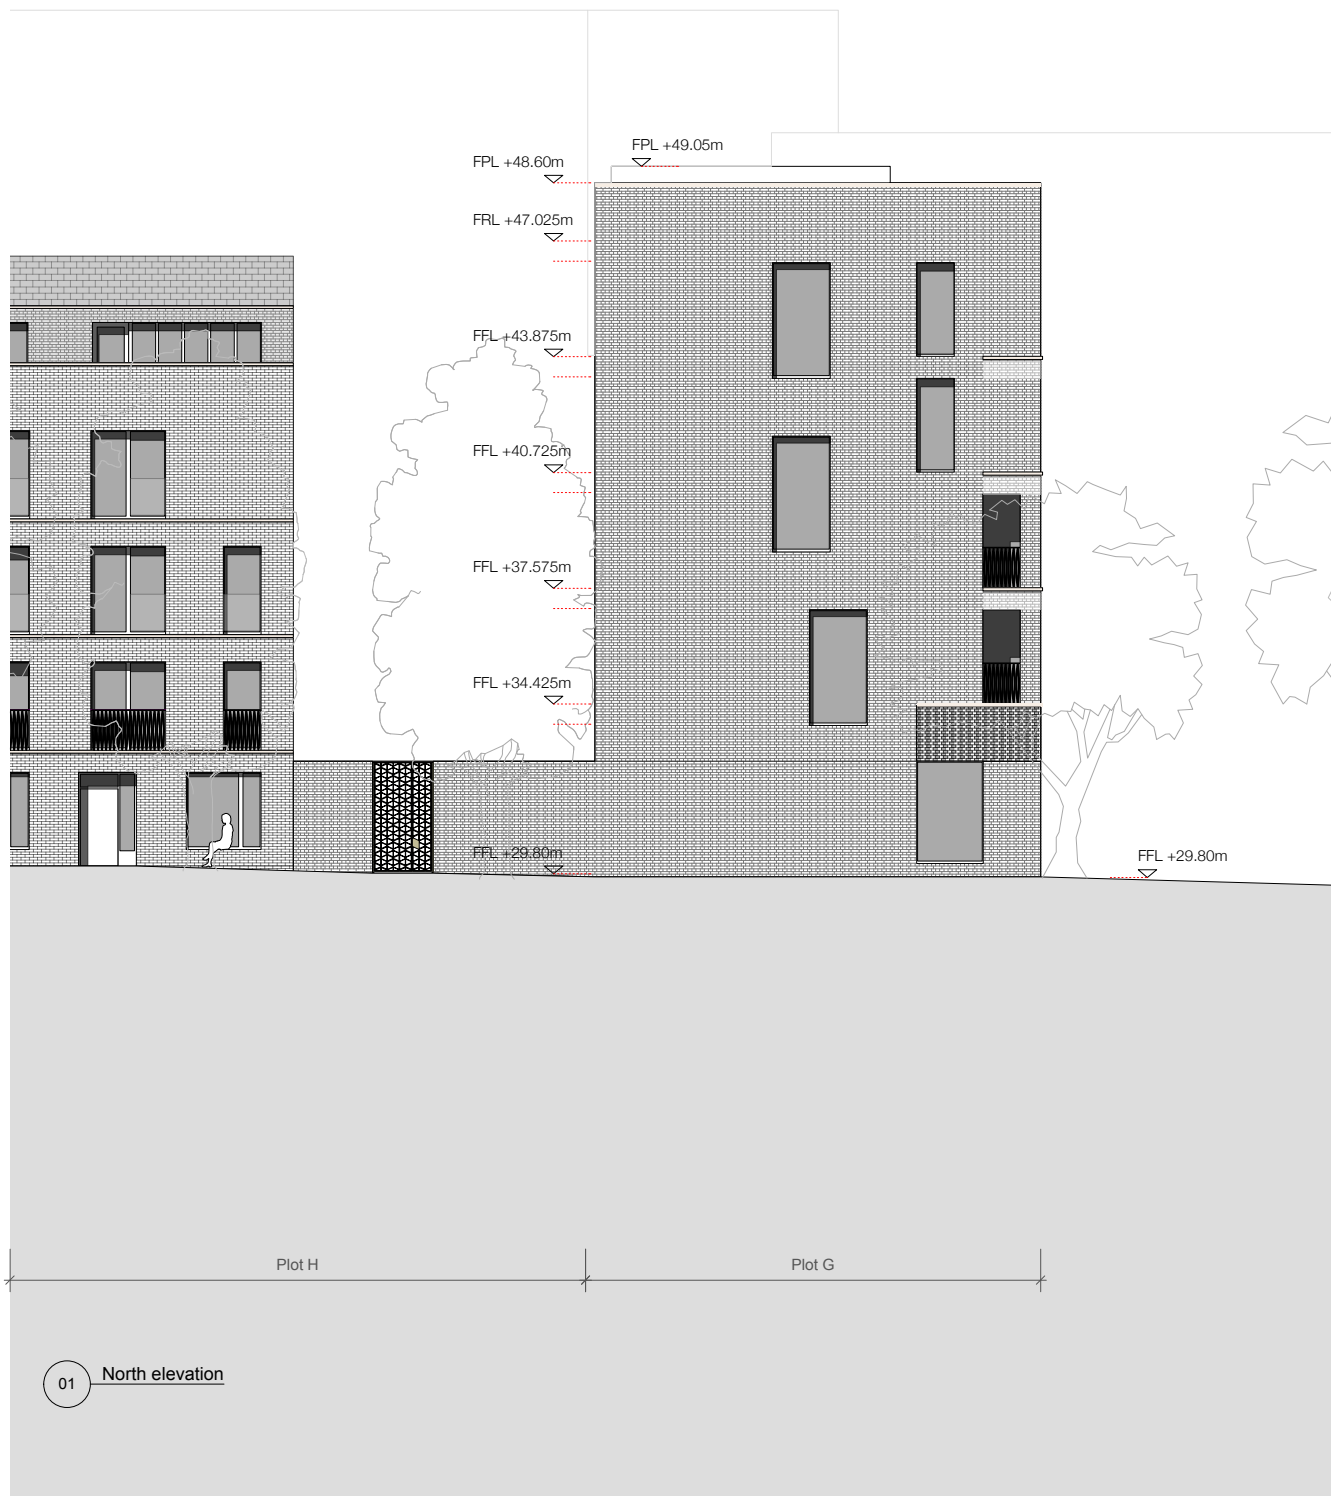 FPL +49.05m
FPL +48.60m
FRL +47.025m
FFL +43.875m
FFL +40.725m
FFL +37.575m
FFL +34.425m
FFL +29.80m
FFL +29.80m
Plot H
Plot G
01 North elevation